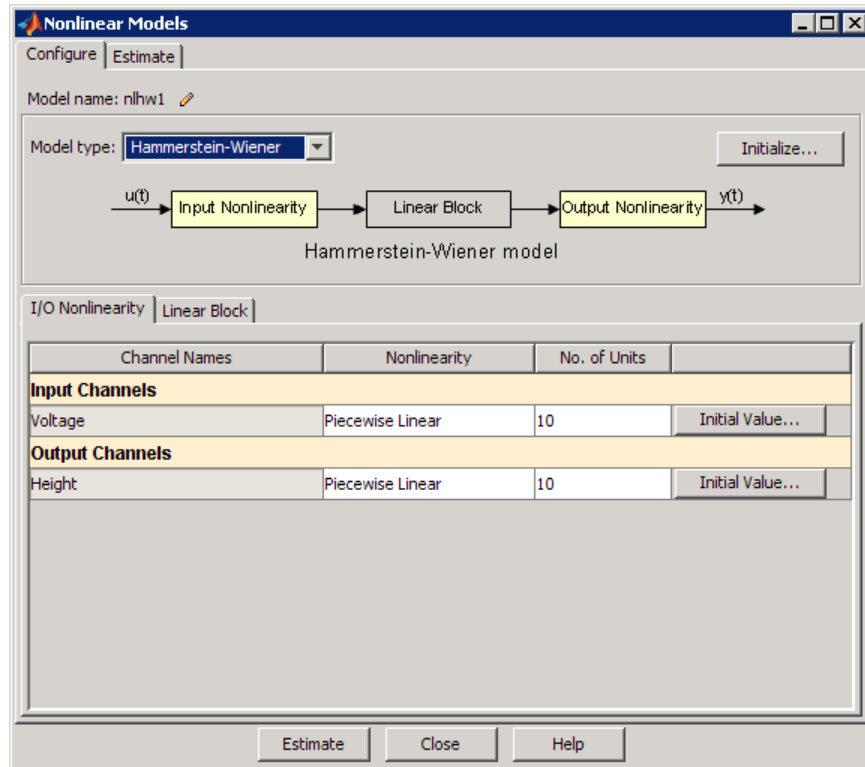 Nonlinear Models
Configure Estimate
Model name: nlhw1
Model type: Hammerstein-Wiener Initialize...
u(t) Input Nonlinearity Linear Block Output Nonlinearity y(t)
Hammerstein-Wiener model
I/O Nonlinearity Linear Block
Channel Names Nonlinearity No. of Units
Input Channels
Voltage Piecewise Linear 10 Initial Value...
Output Channels
Height Piecewise Linear 10 Initial Value...
Estimate Close Help